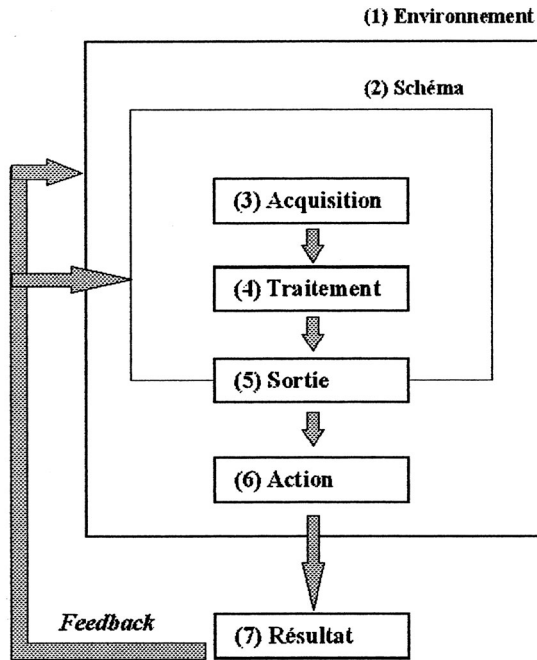 (1) Environnement
(2) Schéma
(3) Acquisition
(4) Traitement
(5) Sortie
(6) Action
Feedback
(7) Résultat